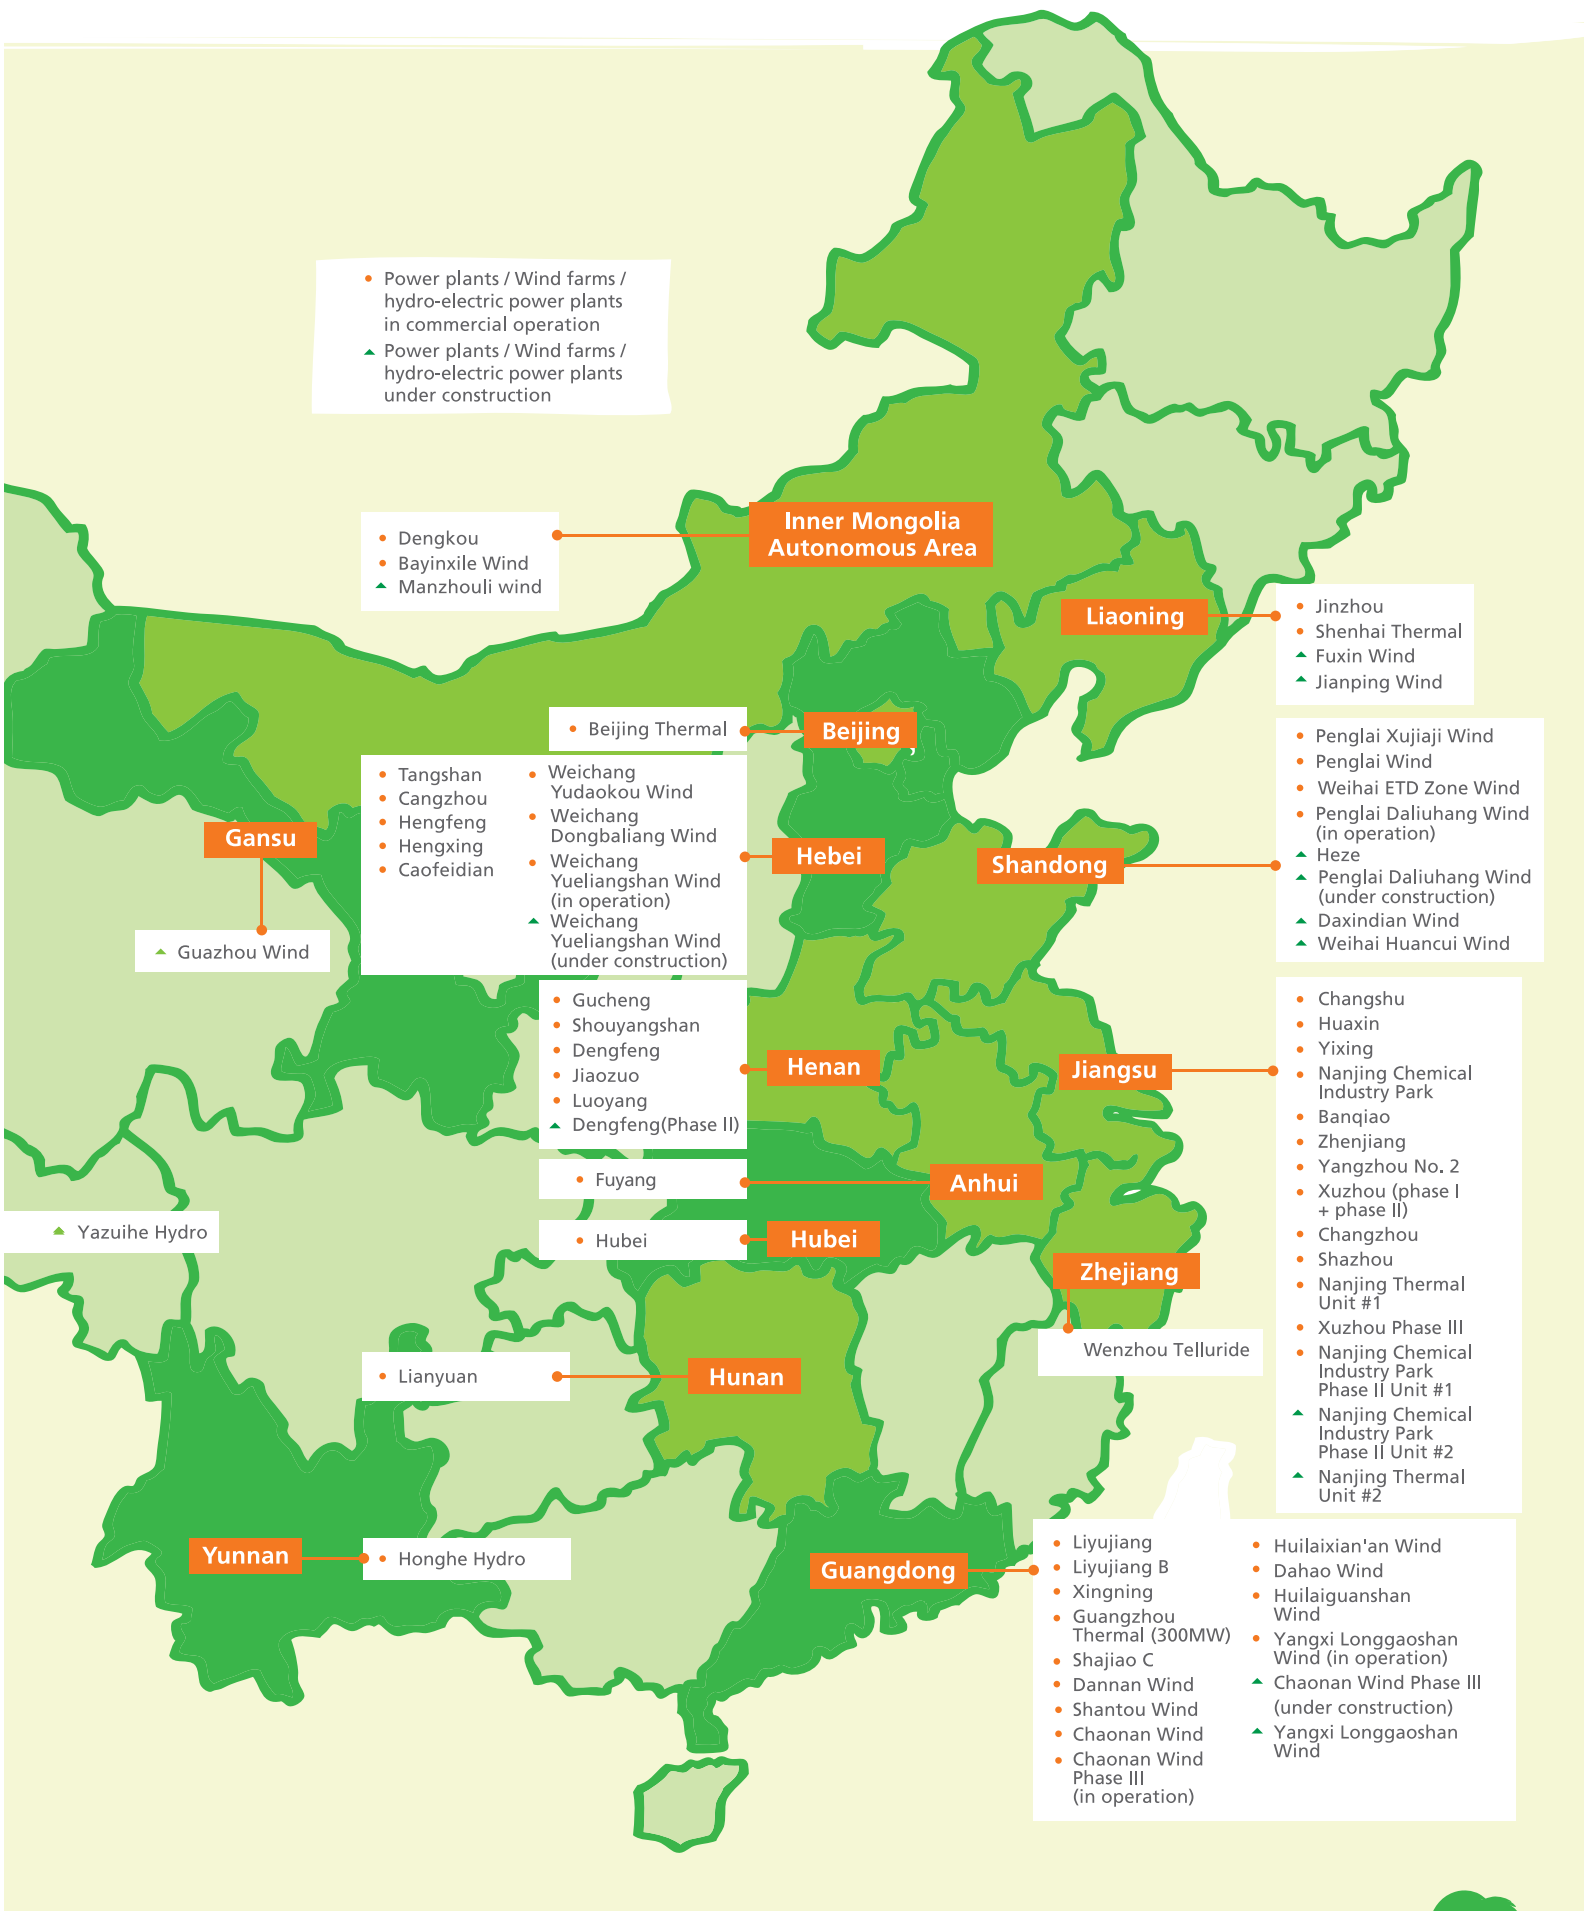 • Power plants / Wind farms /
hydro-electric power plants
in commercial operation
▲ Power plants / Wind farms /
hydro-electric power plants
under construction
Inner Mongolia
Autonomous Area
• Dengkou
• Bayinxile Wind
▲ Manzhouli wind
Liaoning
• Jinzhou
• Shenhai Thermal
▲ Fuxin Wind
▲ Jianping Wind
• Beijing Thermal
Beijing
,
• Tangshan
• Cangzhou
• Hengfeng
• Hengxing
• Caofeidian
• Weichang
Yudaokou Wind
• Weichang
Dongbaliang Wind
• Weichang
Yueliangshan Wind
(in operation)
▲ Weichang
Yueliangshan Wind
(under construction)
Hebei
Gansu
▲ Guazhou Wind
Shandong
• Penglai Xujiaji Wind
• Penglai Wind
• Weihai ETD Zone Wind
• Penglai Daliuhang Wind
(in operation)
▲ Heze
▲ Penglai Daliuhang Wind
(under construction)
▲ Daxindian Wind
▲ Weihai Huancui Wind
• Gucheng
• Shouyangshan
• Dengfeng
• Jiaozuo
• Luoyang
▲ Dengfeng(Phase II)
Henan
Jiangsu
• Changshu
• Huaxin
• Yixing
• Nanjing Chemical
Industry Park
• Banqiao
• Zhenjiang
• Yangzhou No. 2
• Xuzhou (phase I
+ phase II)
• Changzhou
• Shazhou
• Nanjing Thermal
Unit #1
• Xuzhou Phase III
• Nanjing Chemical
Industry Park
Phase II Unit #1
▲ Nanjing Chemical
Industry Park
Phase II Unit #2
▲ Nanjing Thermal
Unit #2
• Fuyang
Anhui
▲ Yazuihe Hydro
• Hubei
Hubei
Zhejiang
Wenzhou Telluride
• Lianyuan
Hunan
Yunnan
• Honghe Hydro
Guangdong
• Liyujiang
• Liyujiang B
• Xingning
• Guangzhou
Thermal (300MW)
• Shajiao C
• Dannan Wind
• Shantou Wind
• Chaonan Wind
• Chaonan Wind
Phase III
(in operation)
• Huilaixian'an Wind
• Dahao Wind
• Huilaiguanshan
Wind
• Yangxi Longgaoshan
Wind (in operation)
▲ Chaonan Wind Phase III
(under construction)
▲ Yangxi Longgaoshan
Wind